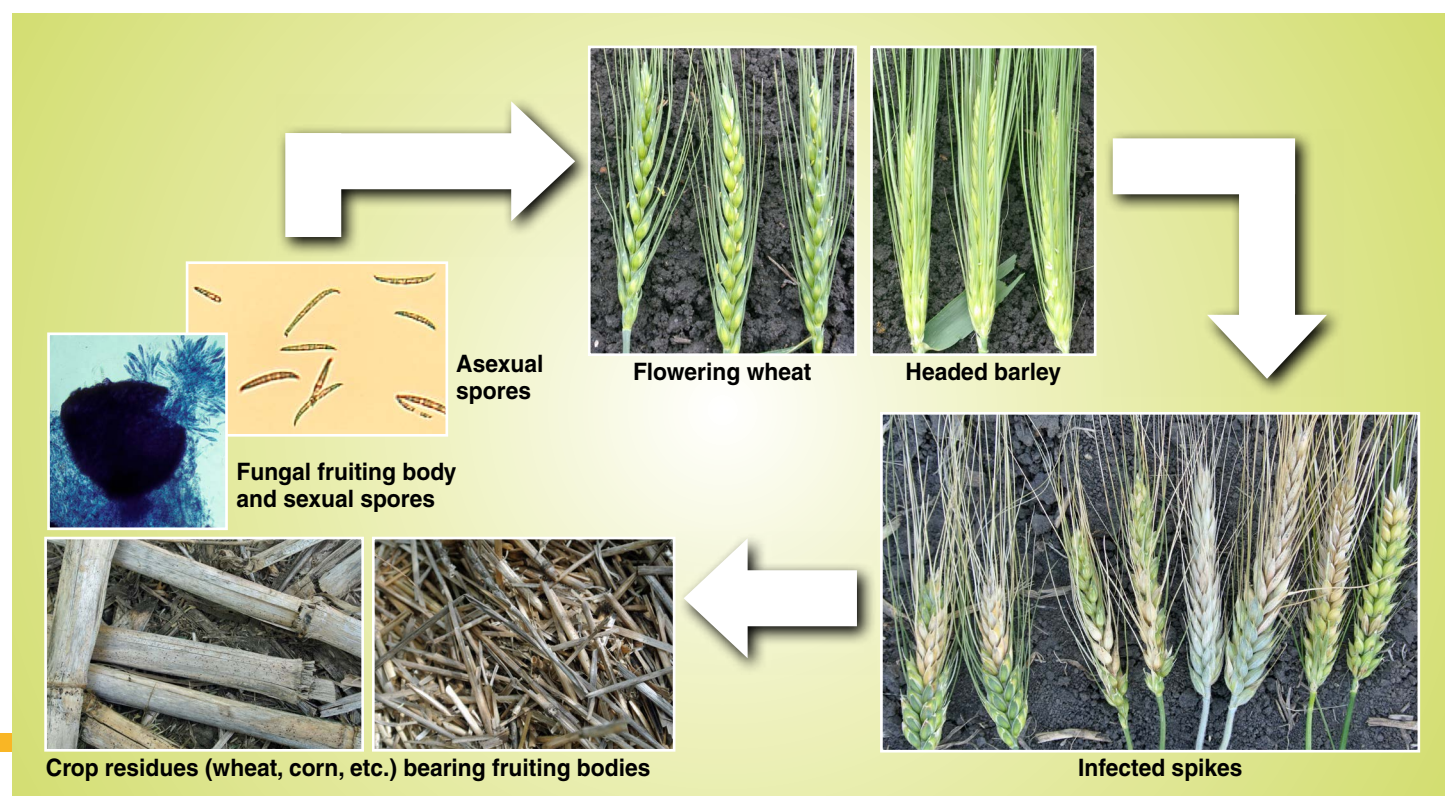 Flowering wheat
Headed barley
Asexual
spores
Fungal fruiting body
and sexual spores
Crop residues (wheat, corn, etc.) bearing fruiting bodies
Infected spikes